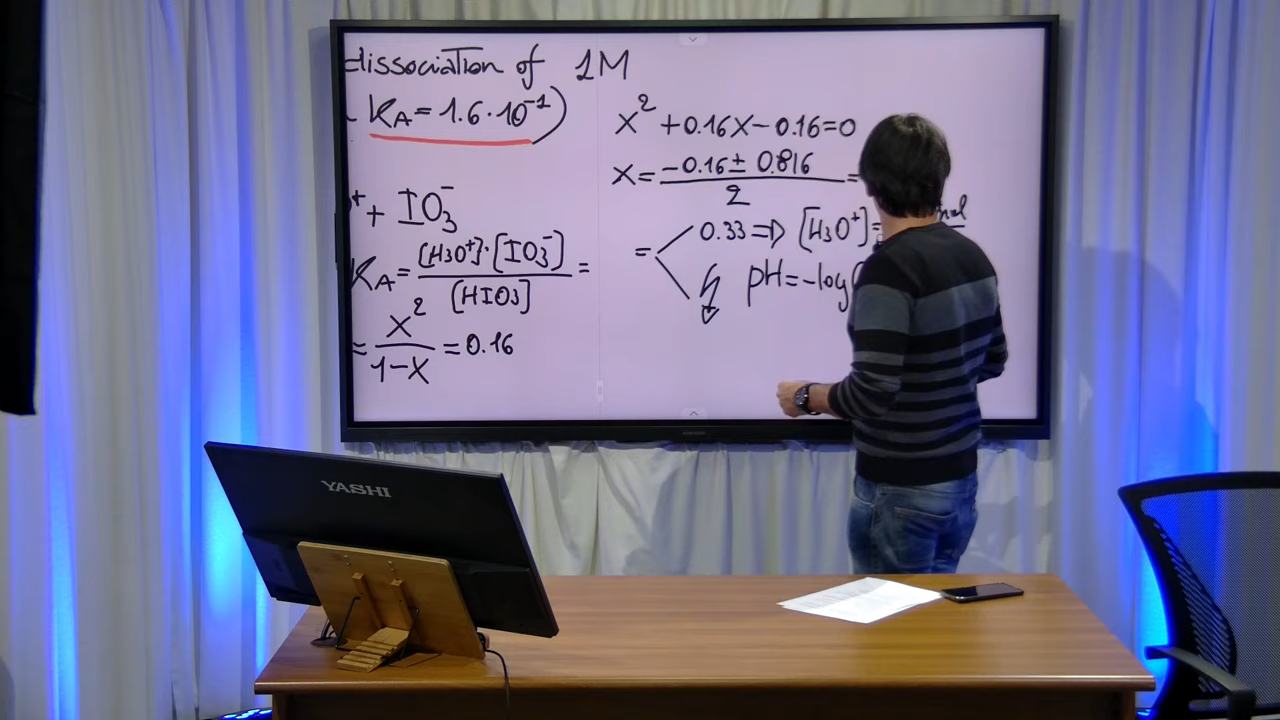 dissociation of 1M
KA = 1.6·10⁻¹)
⁺ + IO₃⁻
KA = [H3O⁺]·[IO₃⁻] / [HIO3] =
= X² / 1-X = 0.16
X² + 0.16X - 0.16 = 0
X = -0.16 ± 0.816 / 2 =
= 0.33 ⇒ [H₃O⁺] =
pH = -log
YASHI